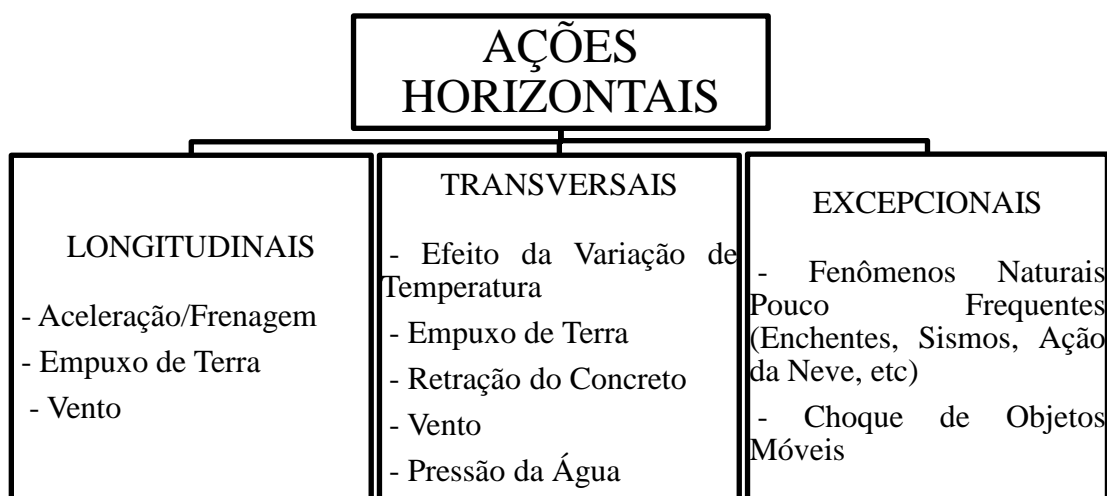 AÇÕES
HORIZONTAIS
LONGITUDINAIS
- Aceleração/Frenagem
- Empuxo de Terra
- Vento
TRANSVERSAIS
- Efeito da Variação de
Temperatura
- Empuxo de Terra
- Retração do Concreto
- Vento
- Pressão da Água
EXCEPCIONAIS
- Fenômenos Naturais
Pouco Frequentes
(Enchentes, Sismos, Ação
da Neve, etc)
- Choque de Objetos
Móveis